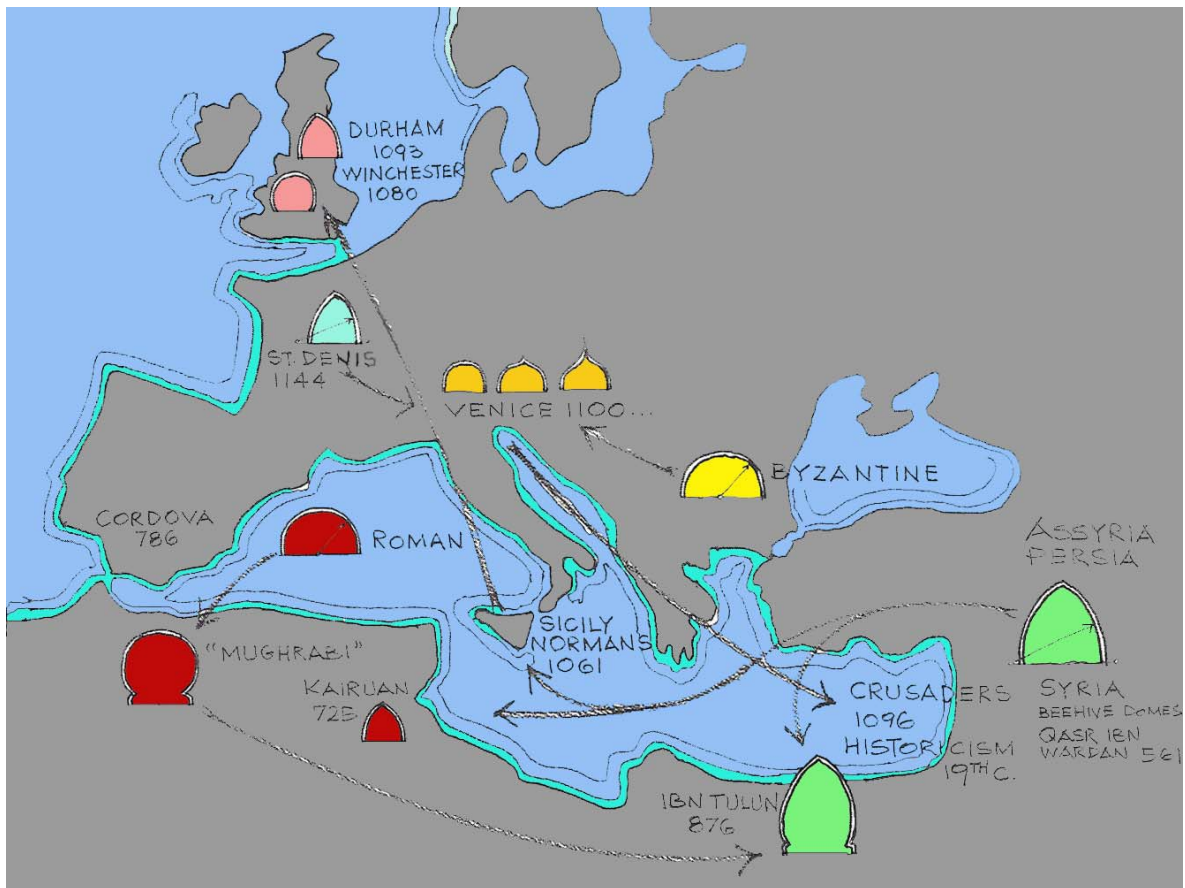 DURHAM
1093
WINCHESTER
1080
ST. DENIS
1144
VENICE 1100...
BYZANTINE
CORDOVA
786
ROMAN
ASSYRIA
PERSIA
"MUGHRABI"
SICILY
NORMANS
1061
KAIRUAN
CRUSADERS
1096
HISTORICISM
19TH C.
SYRIA
BEEHIVE DOMES
QASR IBN
WARDAN 561
IBN TULUN
876